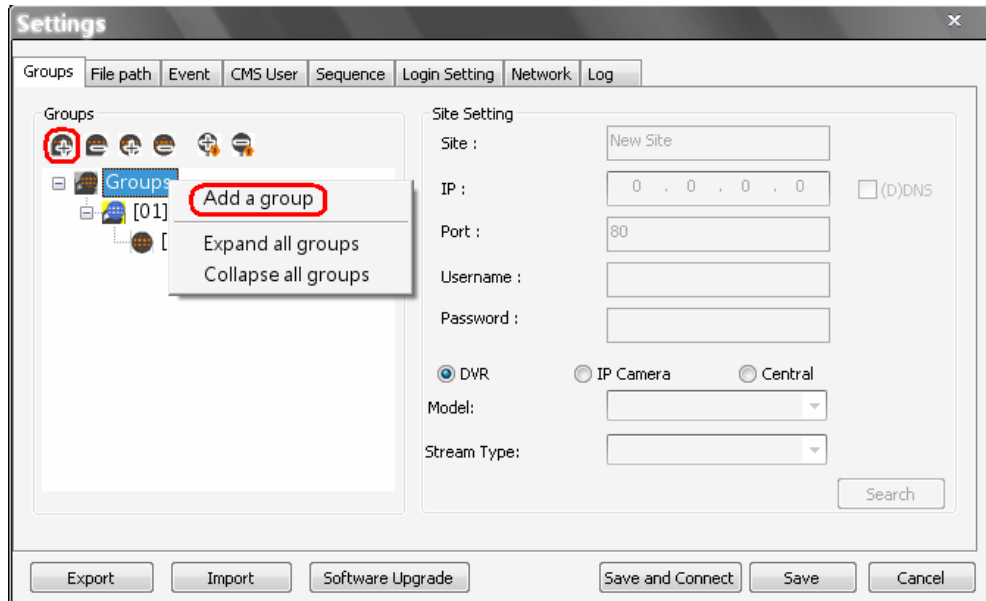 Settings
Groups File path Event CMS User Sequence Login Setting Network Log
Groups
Groups
[01]
[
Add a group
Expand all groups
Collapse all groups
Site Setting
Site : New Site
IP : 0 . 0 . 0 . 0 (D)DNS
Port : 80
Username :
Password :
DVR IP Camera Central
Model:
Stream Type:
Search
Export Import Software Upgrade Save and Connect Save Cancel